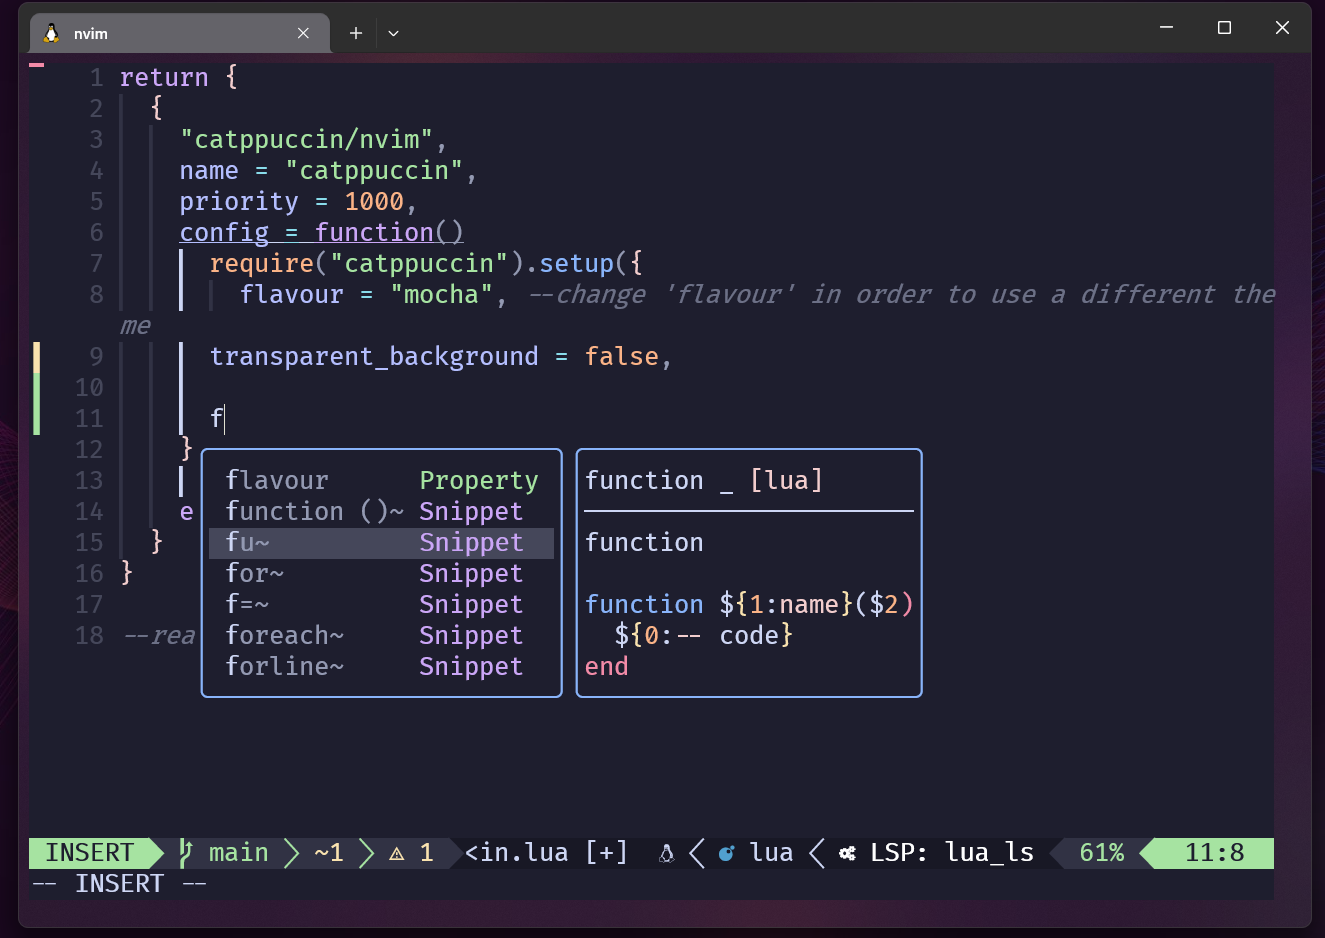 nvim
1 return {
2 {
3 "catppuccin/nvim",
4 name = "catppuccin",
5 priority = 1000,
6 config = function()
7 require("catppuccin").setup({
8 flavour = "mocha", --change 'flavour' in order to use a different the
me
9 transparent_background = false,
10
11 f
12 }
13
14 e
15 }
16 }
17
18 --rea
flavour Property
function ()~ Snippet
fu~ Snippet
for~ Snippet
f=~ Snippet
foreach~ Snippet
forline~ Snippet
function _ [lua]
function
function ${1:name}($2)
${0:-- code}
end
INSERT main ~1 ⚠ 1 <in.lua [+] lua LSP: lua_ls 61% 11:8
-- INSERT --